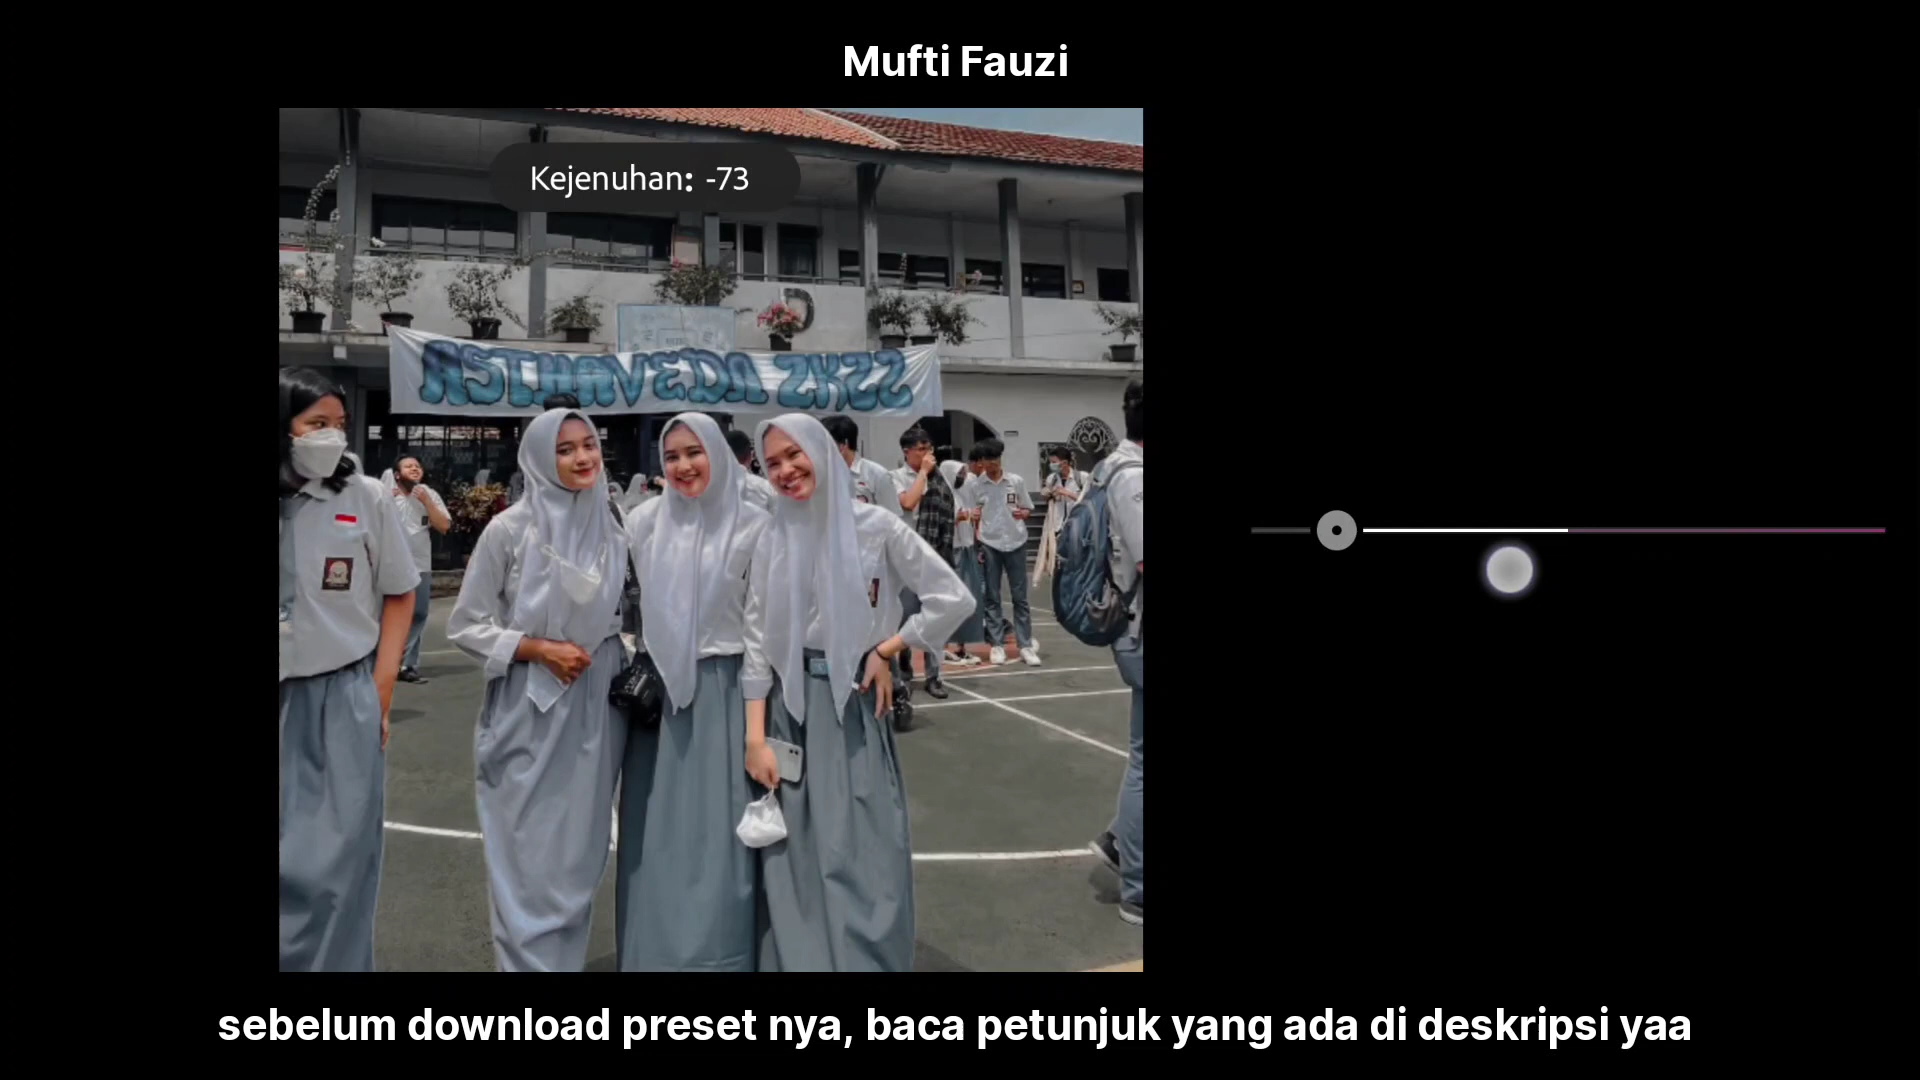 Mufti Fauzi
Kejenuhan: -73
D
ASTHAVEDA 2K22
sebelum download preset nya, baca petunjuk yang ada di deskripsi yaa